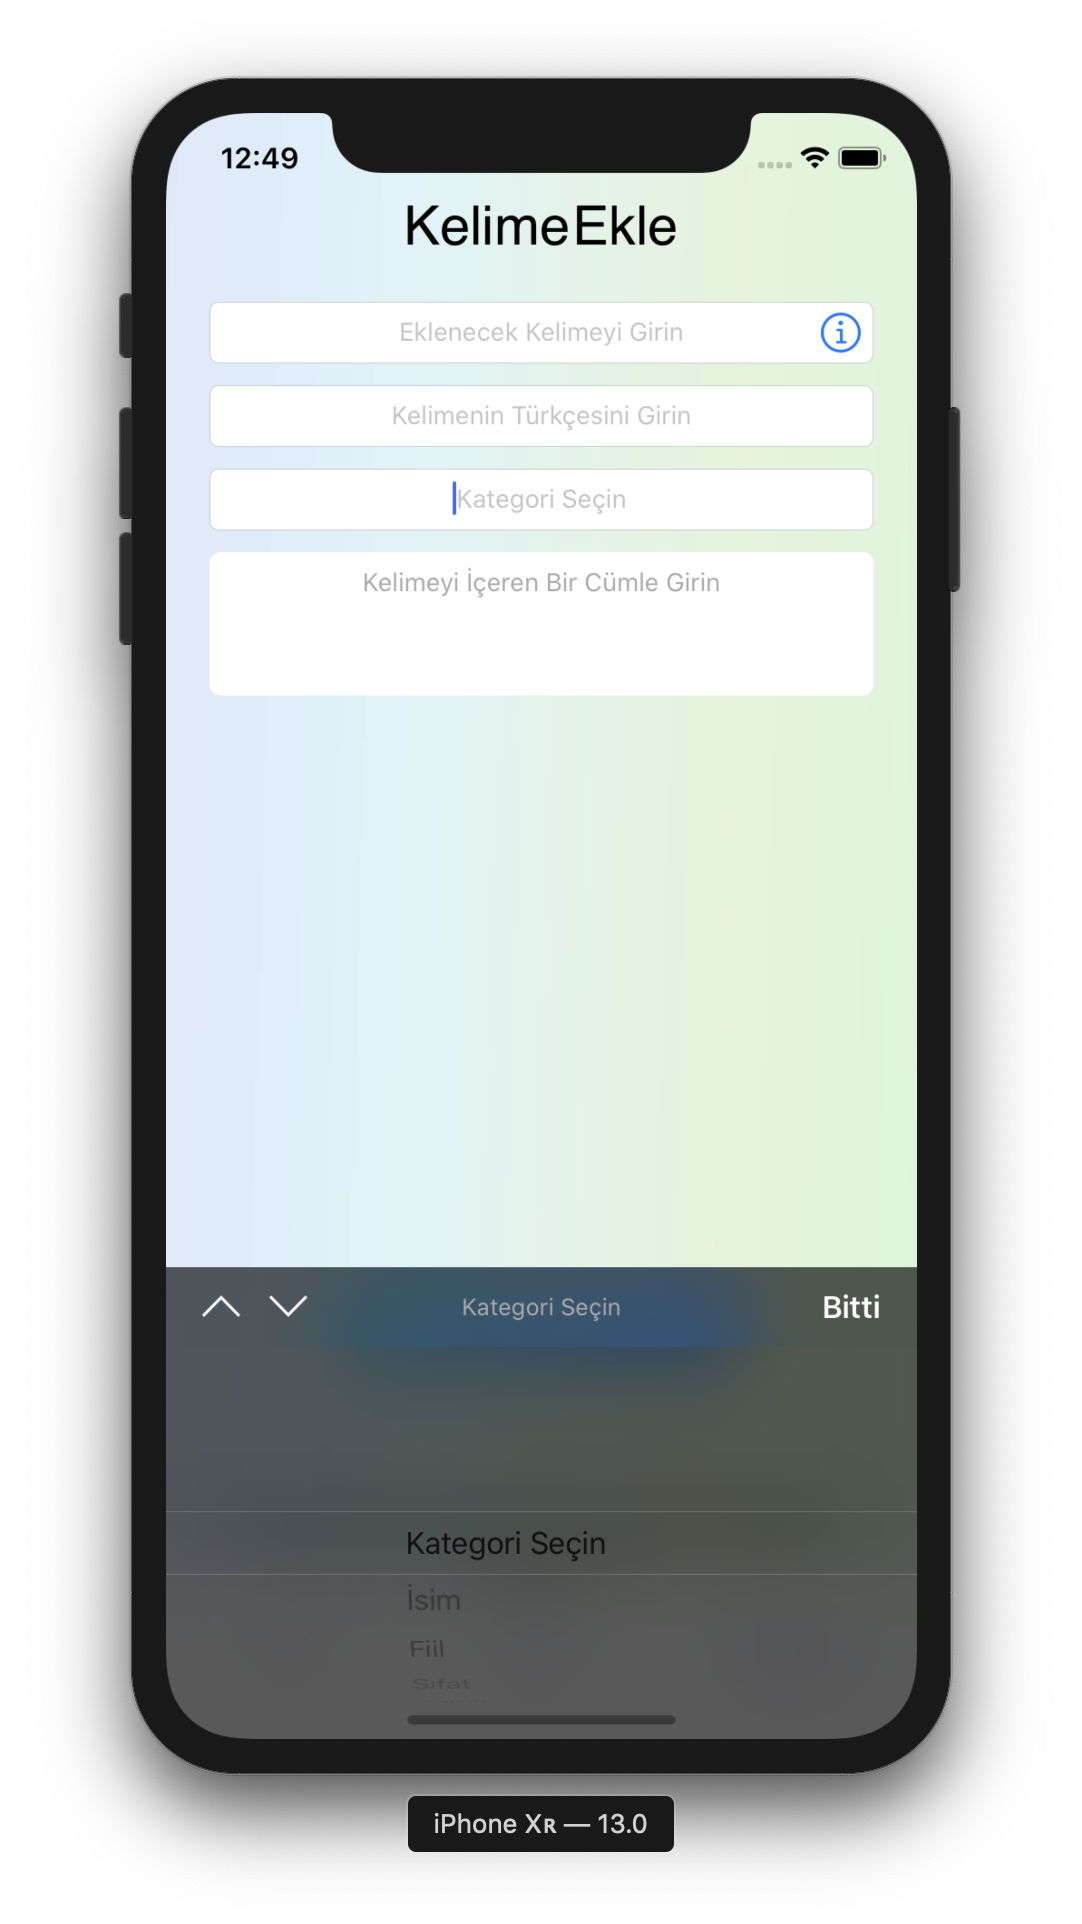 12:49
KelimeEkle
Eklenecek Kelimeyi Girin
Kelimenin Türkçesini Girin
Kategori Seçin
Kelimeyi İçeren Bir Cümle Girin
Kategori Seçin
Bitti
Kategori Seçin
İsim
Fiil
Sıfat
iPhone Xʀ — 13.0